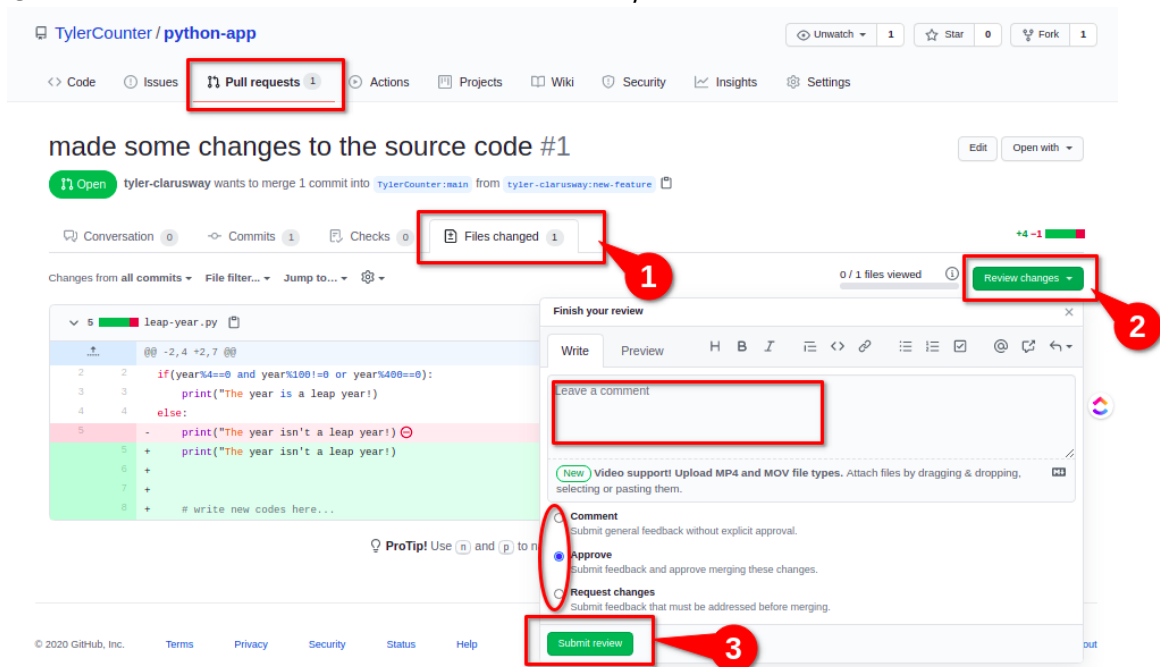 TylerCounter / python-app
Unwatch 1 Star 0 Fork 1
Code Issues Pull requests 1 Actions Projects Wiki Security Insights Settings
made some changes to the source code #1
Edit Open with
Open tyler-clarusway wants to merge 1 commit into TylerCounter:main from tyler-clarusway:new-feature
Conversation 0 Commits 1 Checks 0 Files changed 1
+4 −1
1
Changes from all commits File filter... Jump to...
0 / 1 files viewed Review changes
2
5 leap-year.py
@@ -2,4 +2,7 @@
2 2 if(year%4==0 and year%100!=0 or year%400==0):
3 3 print("The year is a leap year!)
4 4 else:
5 - print("The year isn't a leap year!)
5 + print("The year isn't a leap year!)
6 +
7 +
8 + # write new codes here...
ProTip! Use n and p to n
Finish your review
Write Preview H B I
Leave a comment
New Video support! Upload MP4 and MOV file types. Attach files by dragging & dropping,
selecting or pasting them.
Comment
Submit general feedback without explicit approval.
Approve
Submit feedback and approve merging these changes.
Request changes
Submit feedback that must be addressed before merging.
Submit review
3
© 2020 GitHub, Inc. Terms Privacy Security Status Help
out